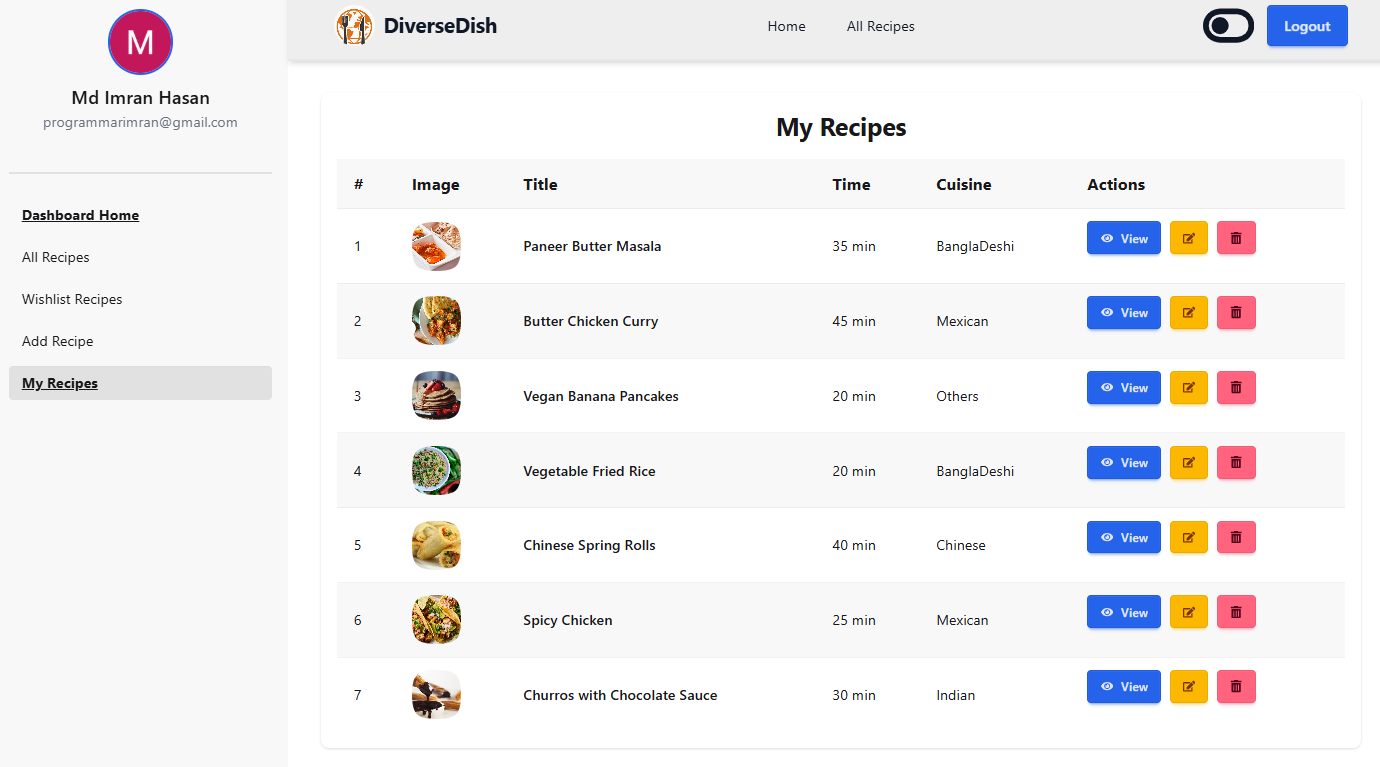 M
Md Imran Hasan
programmarimran@gmail.com
Dashboard Home
All Recipes
Wishlist Recipes
Add Recipe
My Recipes
DiverseDish
Home
All Recipes
Logout
My Recipes
# Image Title Time Cuisine Actions
1 Paneer Butter Masala 35 min BanglaDeshi View
2 Butter Chicken Curry 45 min Mexican View
3 Vegan Banana Pancakes 20 min Others View
4 Vegetable Fried Rice 20 min BanglaDeshi View
5 Chinese Spring Rolls 40 min Chinese View
6 Spicy Chicken 25 min Mexican View
7 Churros with Chocolate Sauce 30 min Indian View